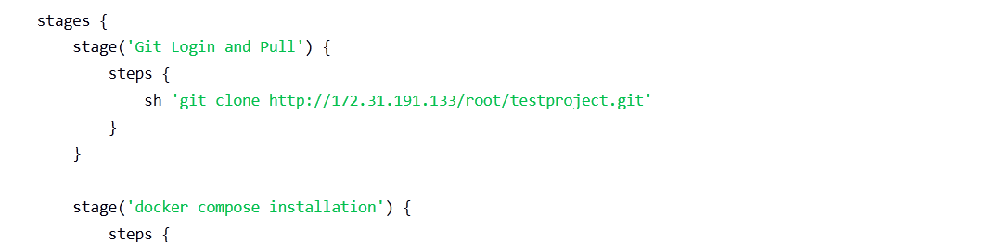 stages {
    stage('Git Login and Pull') {
        steps {
            sh 'git clone http://172.31.191.133/root/testproject.git'
        }
    }

    stage('docker compose installation') {
        steps {